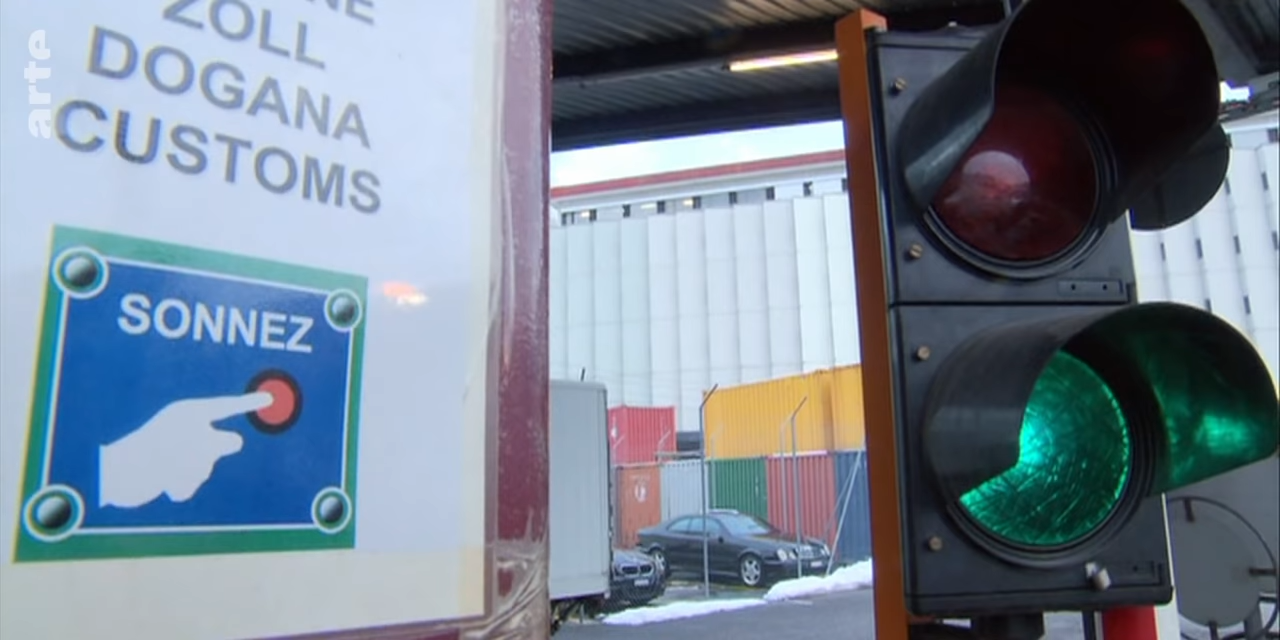 ZOLL
DOGANA
CUSTOMS
SONNEZ
arte